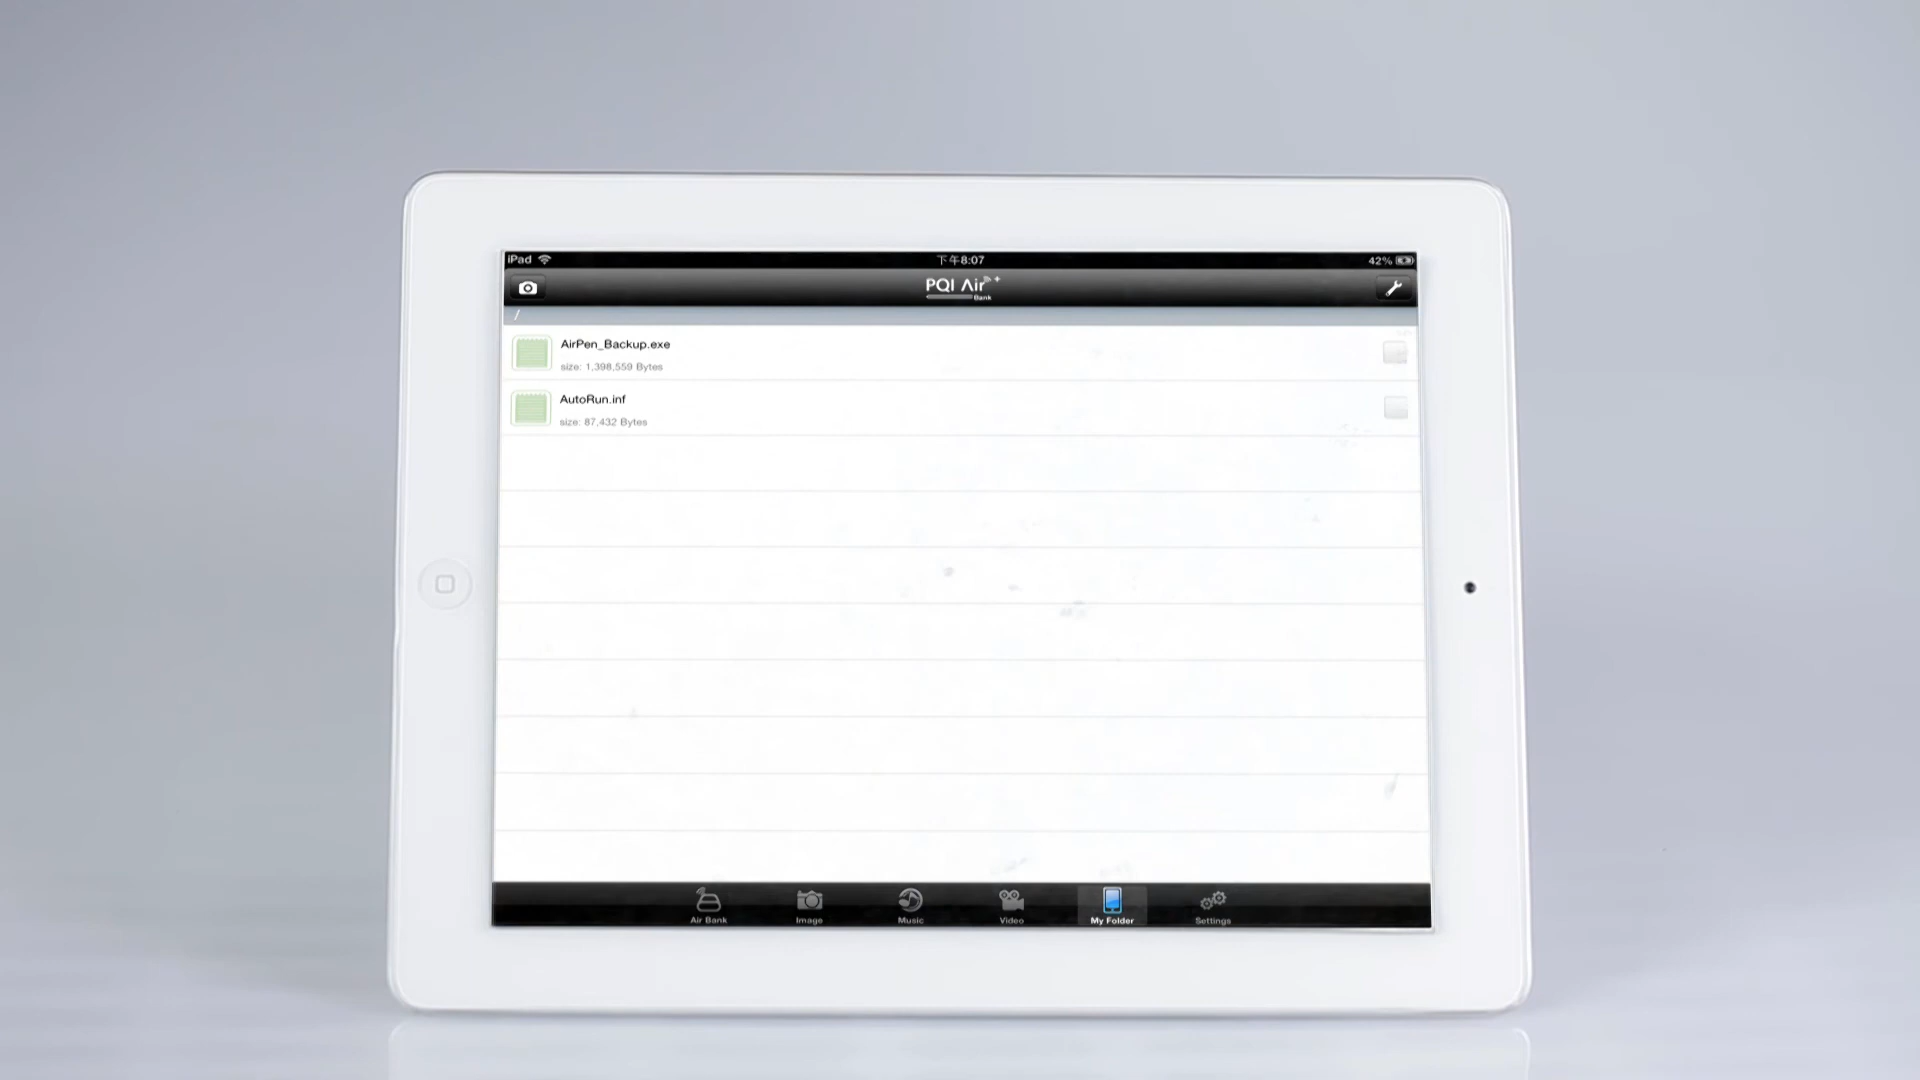 iPad 下午8:07 42%
PQI Air+
Bank
/
AirPen_Backup.exe
size: 1,398,559 Bytes
AutoRun.inf
size: 87,432 Bytes
Air Bank Image Music Video My Folder Settings